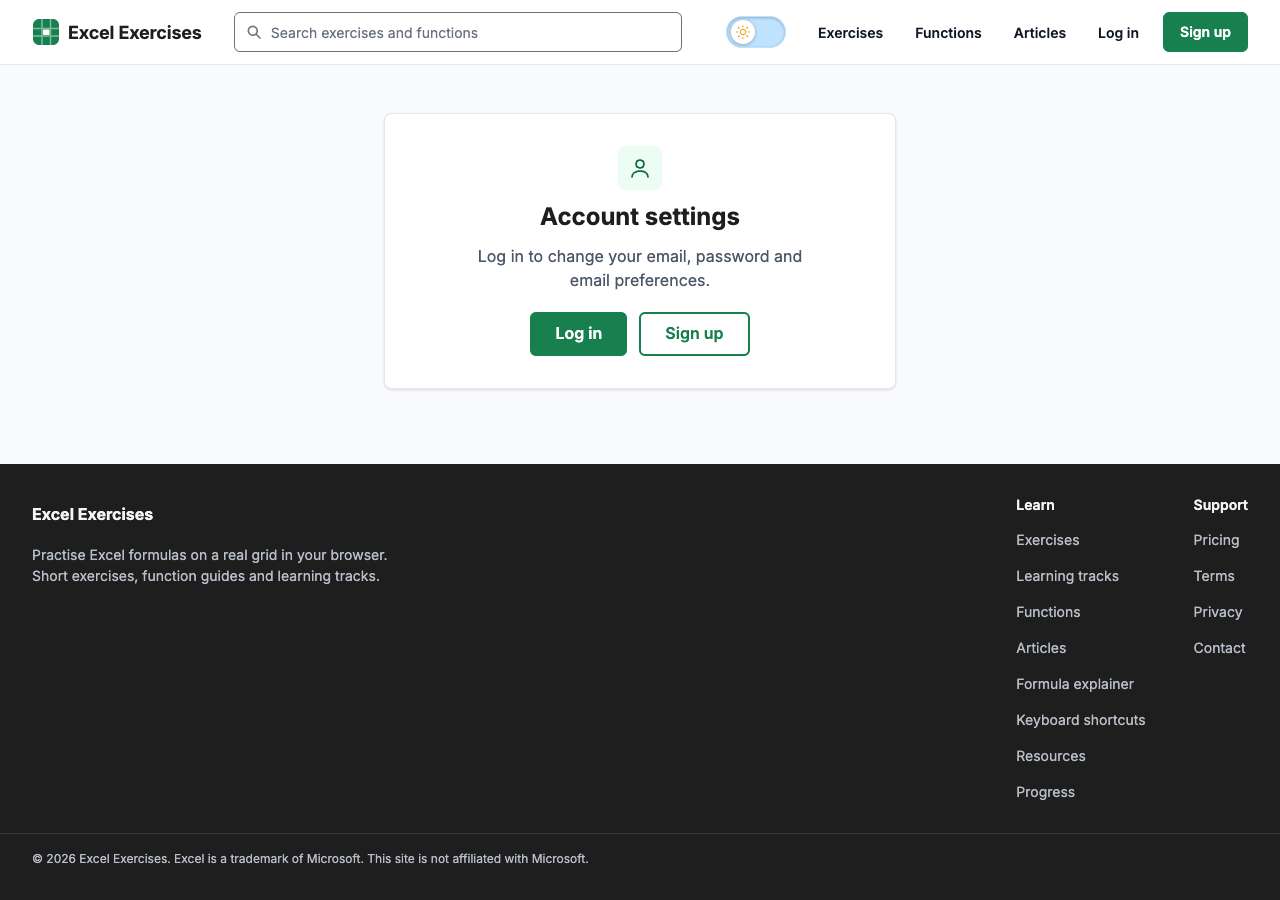 Excel Exercises
Search exercises and functions
Exercises
Functions
Articles
Log in
Sign up
Account settings
Log in to change your email, password and
email preferences.
Log in
Sign up
Excel Exercises
Practise Excel formulas on a real grid in your browser.
Short exercises, function guides and learning tracks.
Learn
Exercises
Learning tracks
Functions
Articles
Formula explainer
Keyboard shortcuts
Resources
Progress
Support
Pricing
Terms
Privacy
Contact
© 2026 Excel Exercises. Excel is a trademark of Microsoft. This site is not affiliated with Microsoft.